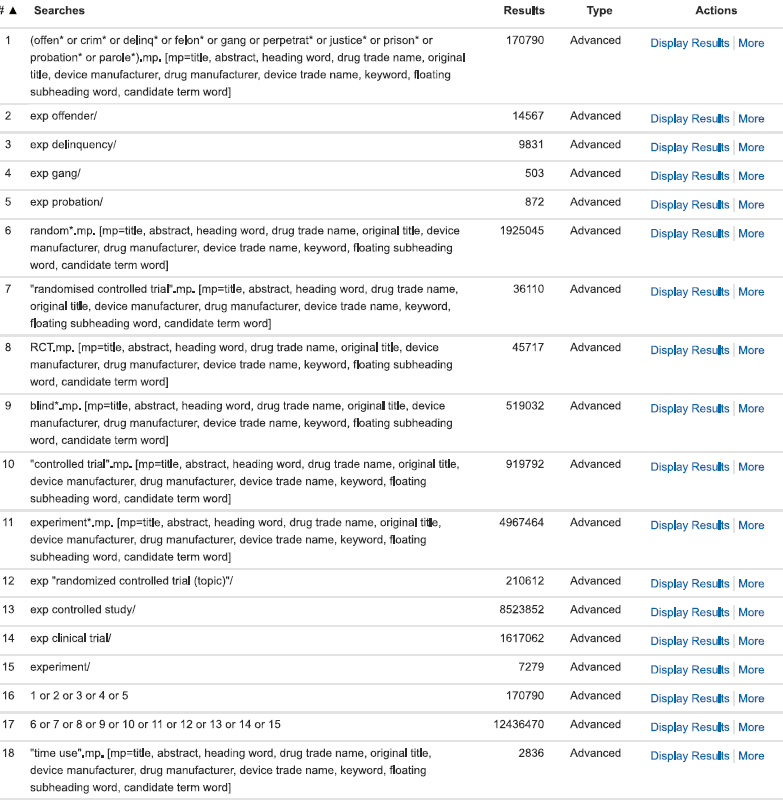 # ▲ Searches Results Type Actions
1 (offen* or crim* or delinq* or felon* or gang or perpetrat* or justice* or prison* or 170790 Advanced Display Results More
probation* or parole*).mp. [mp=title, abstract, heading word, drug trade name, original
title, device manufacturer, drug manufacturer, device trade name, keyword, floating
subheading word, candidate term word]
2 exp offender/ 14567 Advanced Display Results More
3 exp delinquency/ 9831 Advanced Display Results More
4 exp gang/ 503 Advanced Display Results More
5 exp probation/ 872 Advanced Display Results More
6 random*.mp. [mp=title, abstract, heading word, drug trade name, original title, device 1925045 Advanced Display Results More
manufacturer, drug manufacturer, device trade name, keyword, floating subheading
word, candidate term word]
7 "randomised controlled trial".mp. [mp=title, abstract, heading word, drug trade name, 36110 Advanced Display Results More
original title, device manufacturer, drug manufacturer, device trade name, keyword,
floating subheading word, candidate term word]
8 RCT.mp. [mp=title, abstract, heading word, drug trade name, original title, device 45717 Advanced Display Results More
manufacturer, drug manufacturer, device trade name, keyword, floating subheading
word, candidate term word]
9 blind*.mp. [mp=title, abstract, heading word, drug trade name, original title, device 519032 Advanced Display Results More
manufacturer, drug manufacturer, device trade name, keyword, floating subheading
word, candidate term word]
10 "controlled trial".mp. [mp=title, abstract, heading word, drug trade name, original title, 919792 Advanced Display Results More
device manufacturer, drug manufacturer, device trade name, keyword, floating
subheading word, candidate term word]
11 experiment*.mp. [mp=title, abstract, heading word, drug trade name, original title, 4967464 Advanced Display Results More
device manufacturer, drug manufacturer, device trade name, keyword, floating
subheading word, candidate term word]
12 exp "randomized controlled trial (topic)"/ 210612 Advanced Display Results More
13 exp controlled study/ 8523852 Advanced Display Results More
14 exp clinical trial/ 1617062 Advanced Display Results More
15 experiment/ 7279 Advanced Display Results More
16 1 or 2 or 3 or 4 or 5 170790 Advanced Display Results More
17 6 or 7 or 8 or 9 or 10 or 11 or 12 or 13 or 14 or 15 12436470 Advanced Display Results More
18 "time use".mp. [mp=title, abstract, heading word, drug trade name, original title, 2836 Advanced Display Results More
device manufacturer, drug manufacturer, device trade name, keyword, floating
subheading word, candidate term word]